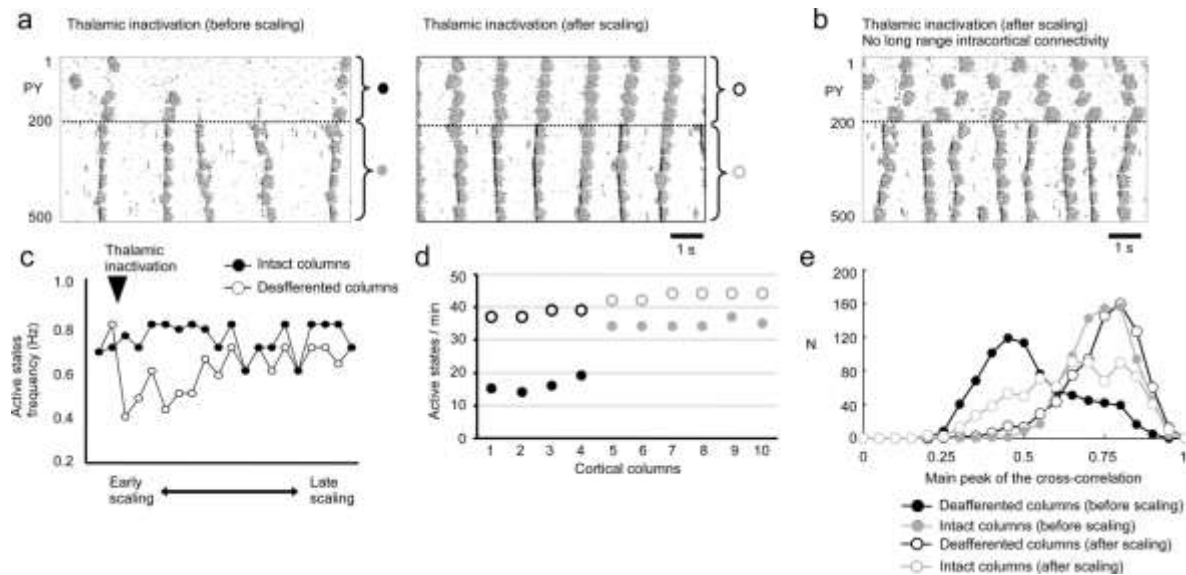 a
Thalamic inactivation (before scaling)
Thalamic inactivation (after scaling)
b
Thalamic inactivation (after scaling)
No long range intracortical connectivity
1
PY
200
500
1 s
1
PY
200
500
1 s
c
Thalamic
inactivation
Intact columns
Deafferented columns
1.0
0.8
0.6
0.4
0.2
Active states
frequency (Hz)
Early
scaling
Late
scaling
d
50
40
30
20
10
0
Active states / min
1 2 3 4 5 6 7 8 9 10
Cortical columns
e
200
160
120
80
40
0
N
0 0.25 0.5 0.75 1
Main peak of the cross-correlation
Deafferented columns (before scaling)
Intact columns (before scaling)
Deafferented columns (after scaling)
Intact columns (after scaling)